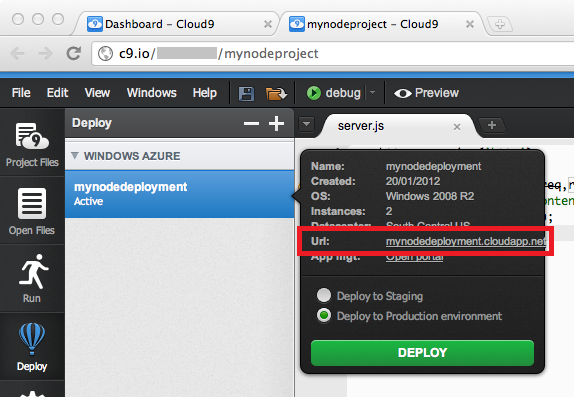 Dashboard - Cloud9
mynodeproject - Cloud9
c9.io/ /mynodeproject
File Edit View Windows Help debug Preview
Project Files
Open Files
Run
Deploy
Deploy
WINDOWS AZURE
mynodedeployment
Active
server.js
Name: mynodedeployment
Created: 20/01/2012
OS: Windows 2008 R2
Instances: 2
Datacenter: South Central US
Url: mynodedeployment.cloudapp.net
App mgt: Open portal
Deploy to Staging
Deploy to Production environment
DEPLOY
req,
onten
;